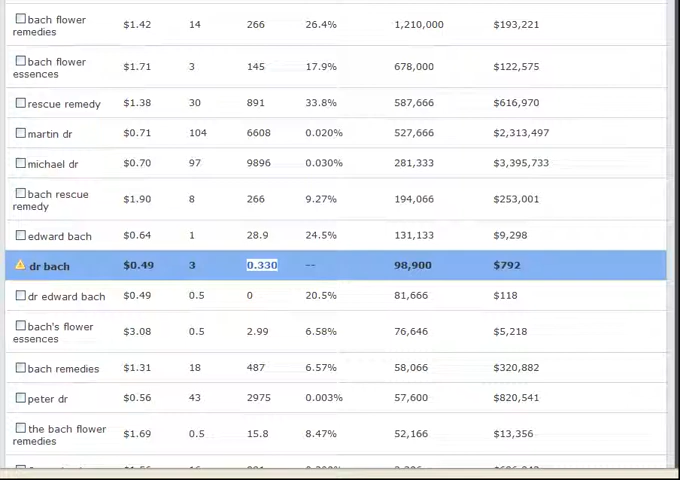 bach flower remedies $1.42 14 266 26.4% 1,210,000 $193,221
bach flower essences $1.71 3 145 17.9% 678,000 $122,575
rescue remedy $1.38 30 891 33.8% 587,666 $616,970
martin dr $0.71 104 6608 0.020% 527,666 $2,313,497
michael dr $0.70 97 9896 0.030% 281,333 $3,395,733
bach rescue remedy $1.90 8 266 9.27% 194,066 $253,001
edward bach $0.64 1 28.9 24.5% 131,133 $9,298
dr bach $0.49 3 0.330 -- 98,900 $792
dr edward bach $0.49 0.5 0 20.5% 81,666 $118
bach's flower essences $3.08 0.5 2.99 6.58% 76,646 $5,218
bach remedies $1.31 18 487 6.57% 58,066 $320,882
peter dr $0.56 43 2975 0.003% 57,600 $820,541
the bach flower remedies $1.69 0.5 15.8 8.47% 52,166 $13,356